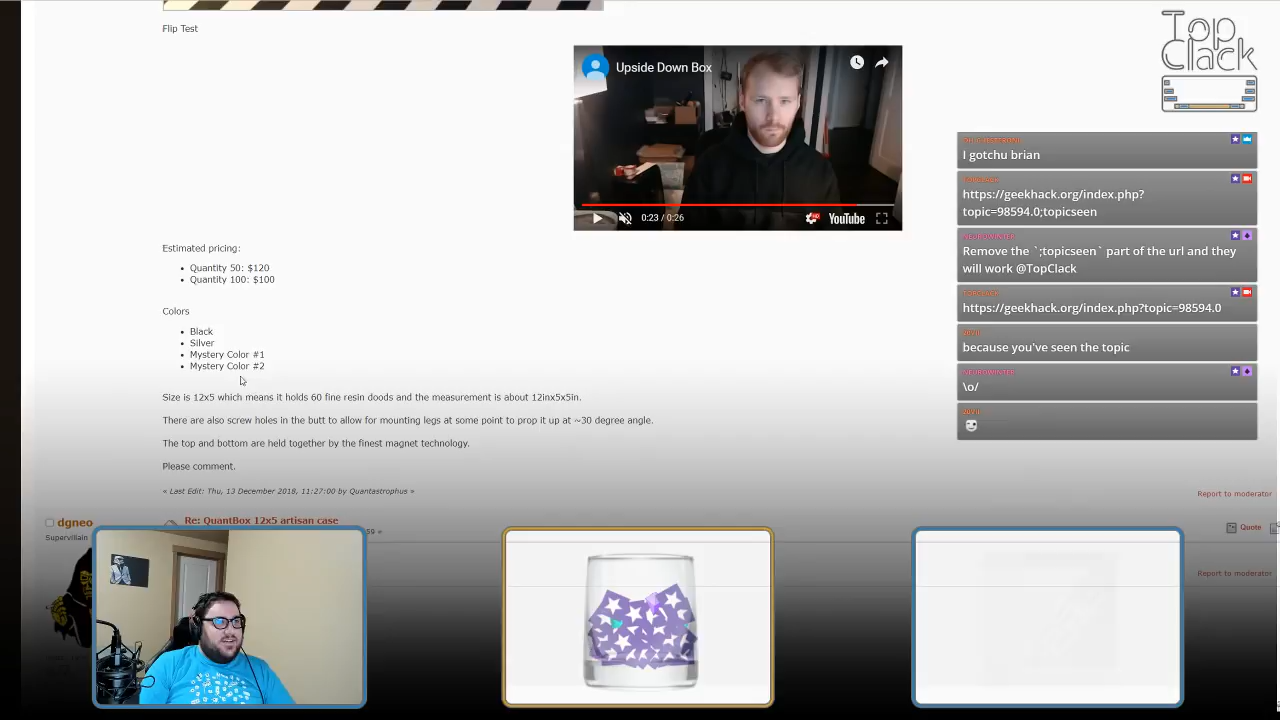 Flip Test
Upside Down Box
0:23 / 0:26
YouTube
Estimated pricing:
Quantity 50: $120
Quantity 100: $100
Colors
Black
Silver
Mystery Color #1
Mystery Color #2
Size is 12x5 which means it holds 60 fine resin doods and the measurement is about 12inx5x5in.
There are also screw holes in the butt to allow for mounting legs at some point to prop it up at ~30 degree angle.
The top and bottom are held together by the finest magnet technology.
Please comment.
« Last Edit: Thu, 13 December 2018, 11:27:00 by Quantastrophus »
Report to moderator
dgneo
Supervillain
Re: QuantBox 12x5 artisan case
59 »
Quote
Report to moderator
Top
Clack
I gotchu brian
TOPCLACK
https://geekhack.org/index.php?
topic=98594.0;topicseen
NEUROWINTER
Remove the `;topicseen` part of the url and they
will work @TopClack
TOPCLACK
https://geekhack.org/index.php?topic=98594.0
because you've seen the topic
NEUROWINTER
\o/